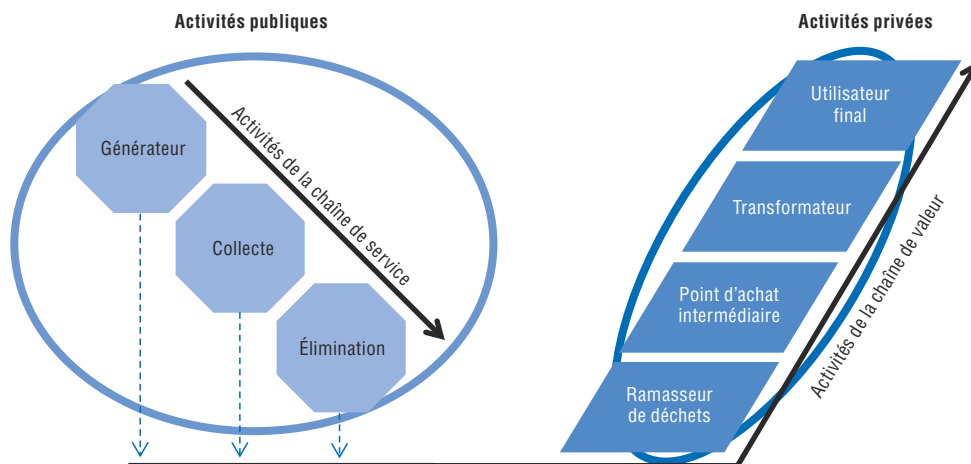 Activités publiques
Générateur
Collecte
Élimination
Activités de la chaîne de service
Activités privées
Utilisateur
final
Transformateur
Point d'achat
intermédiaire
Ramasseur
de déchets
Activités de la chaîne de valeur